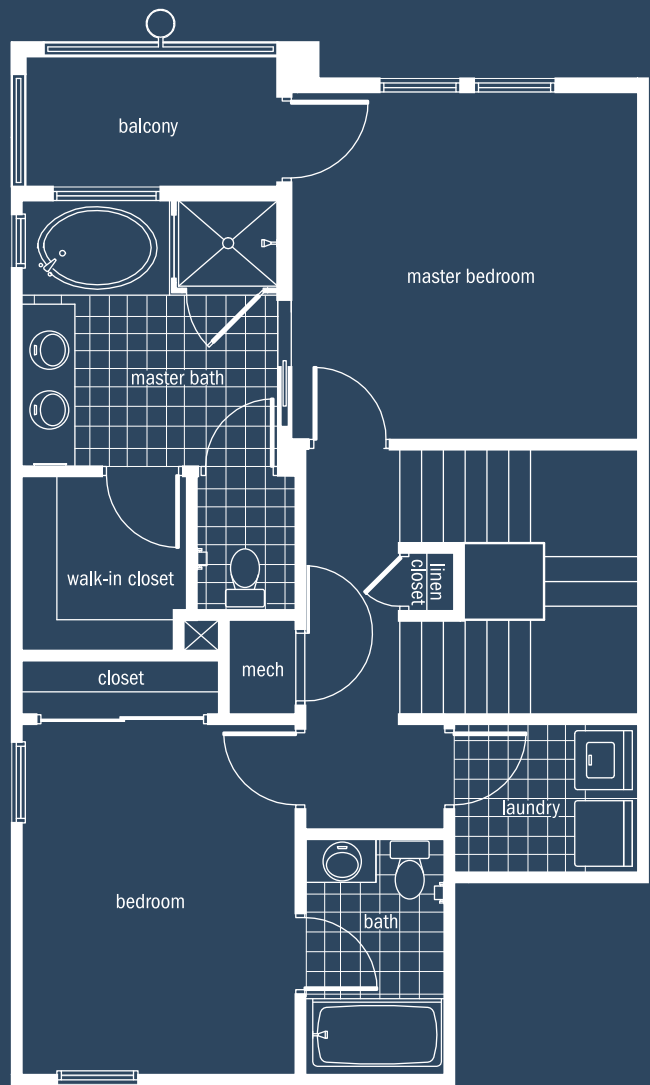 balcony
master bedroom
master bath
walk-in closet
linen
closet
closet
mech
laundry
bedroom
bath